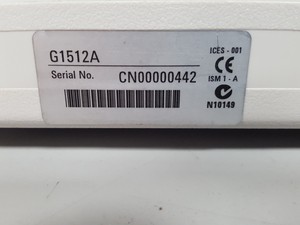 G1512A
Serial No. CN00000442
ICES - 001
CE
ISM 1 - A
N10149